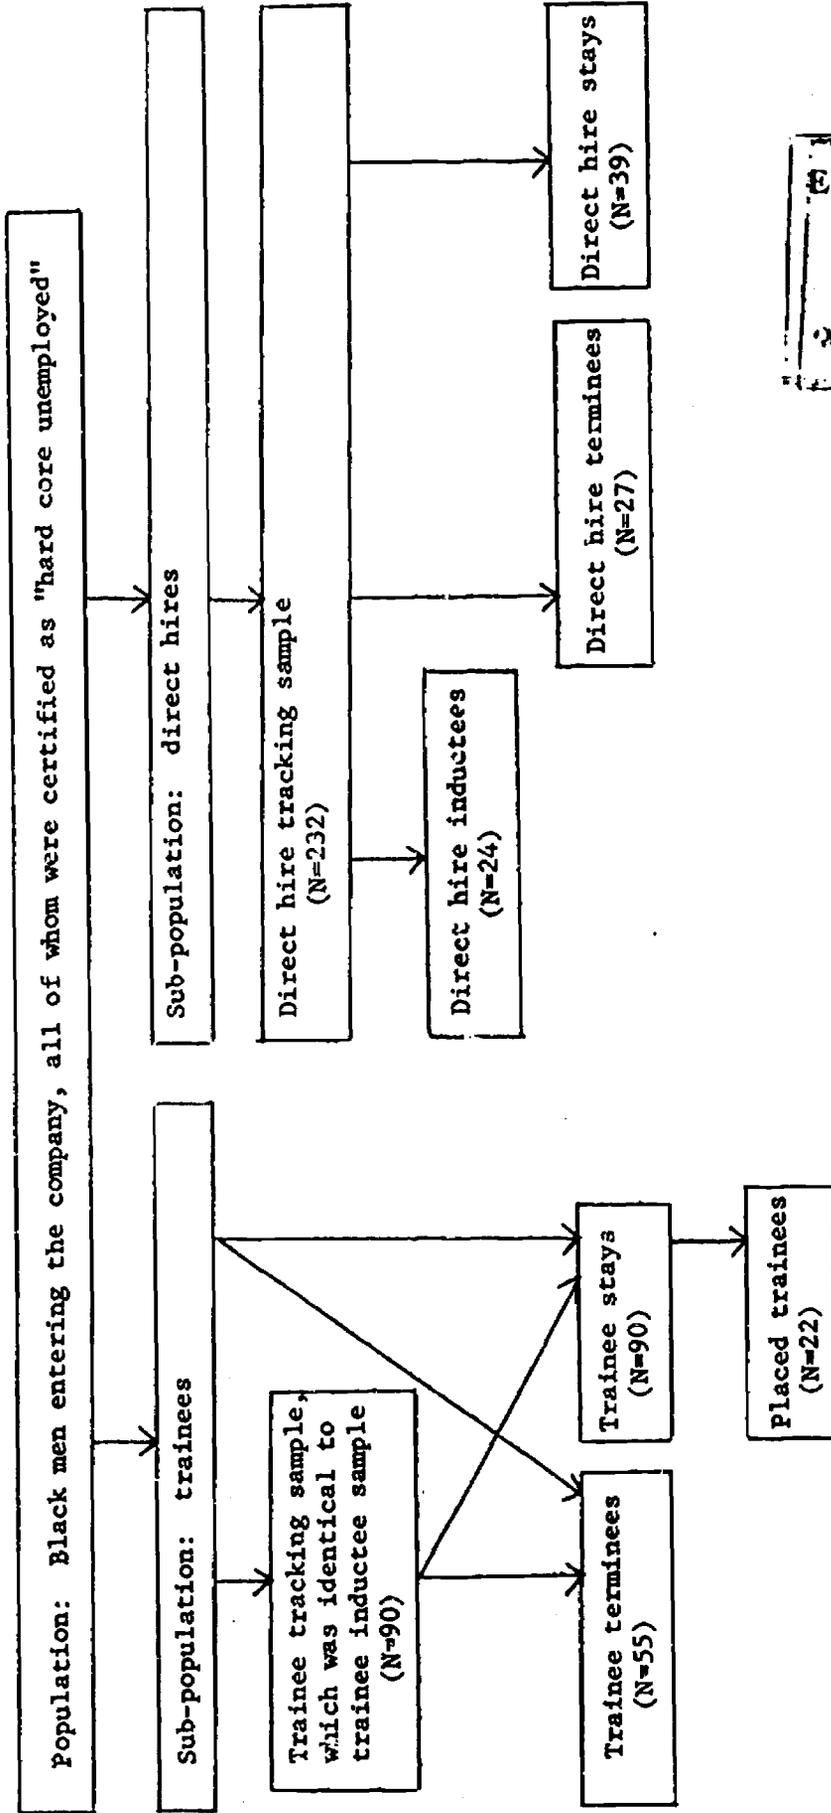 Population: Black men entering the company, all of whom were certified as "hard core unemployed"
Sub-population: trainees
Sub-population: direct hires
Trainee tracking sample,
which was identical to
trainee inductee sample
(N=90)
Direct hire tracking sample
(N=232)
Direct hire inductees
(N=24)
Trainee terminees
(N=55)
Trainee stays
(N=90)
Direct hire terminees
(N=27)
Direct hire stays
(N=39)
Placed trainees
(N=22)